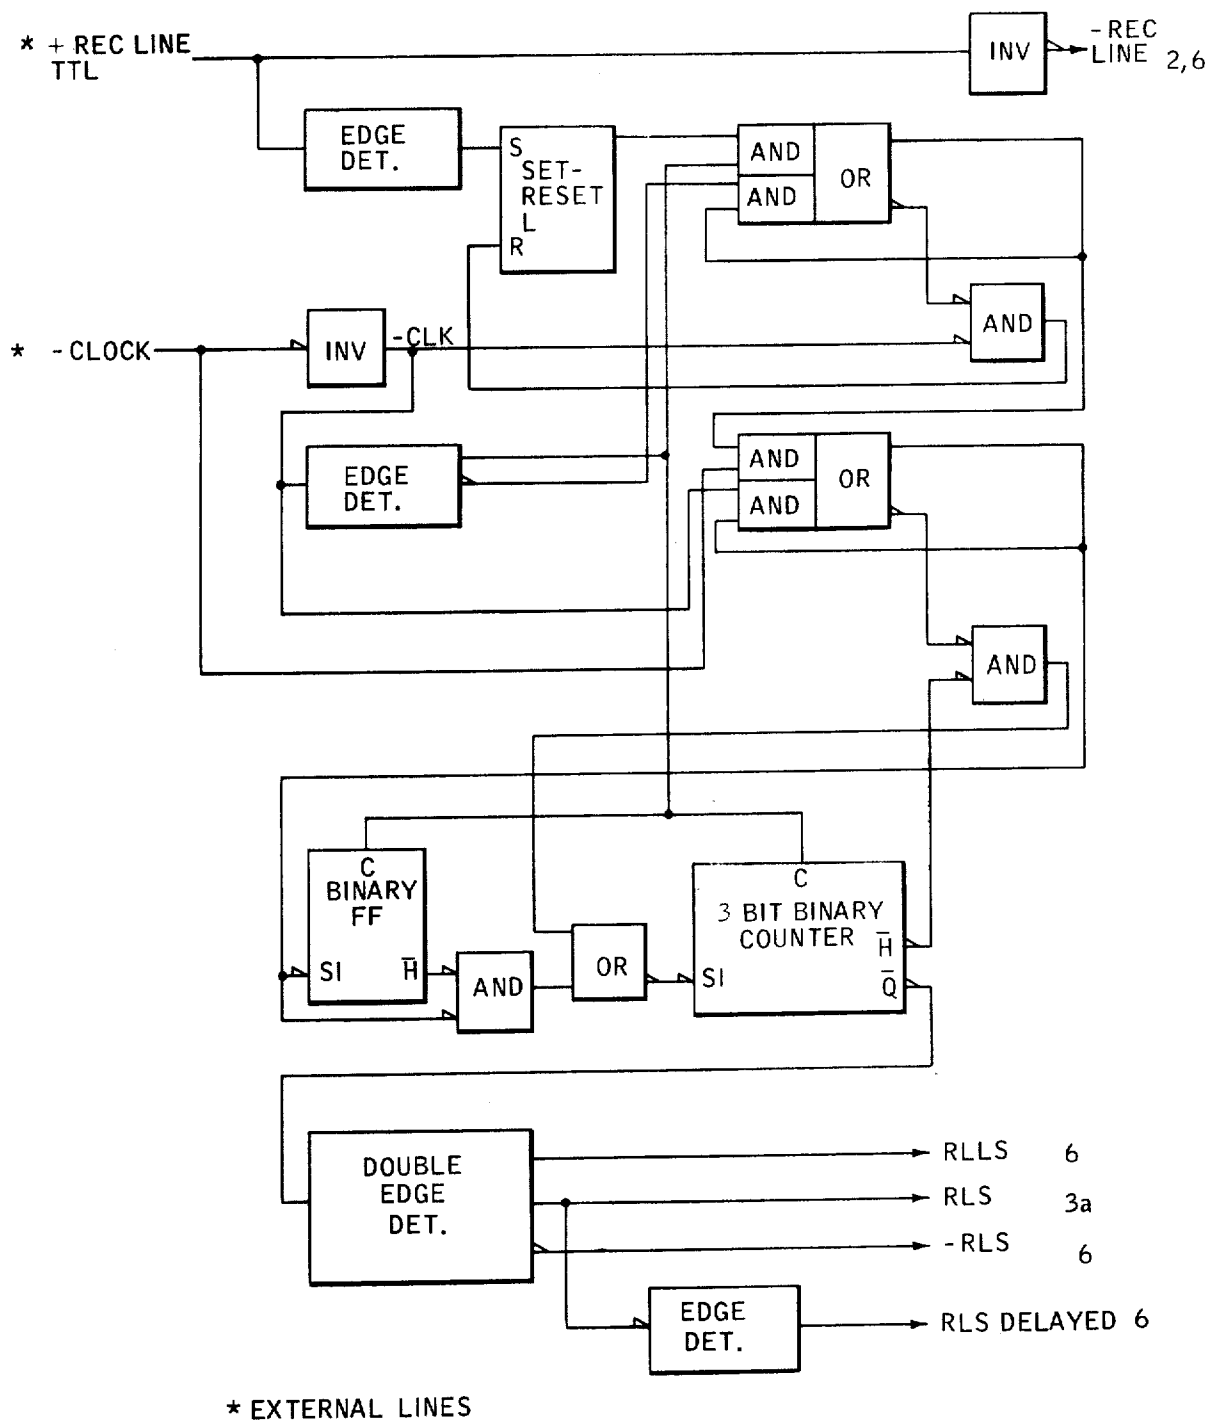 * + REC LINE
TTL
INV
-REC
LINE 2,6
EDGE
DET.
S
SET-
RESET
L
R
AND
AND
OR
AND
* -CLOCK
INV
-CLK
EDGE
DET.
AND
AND
OR
AND
C
BINARY
FF
SI
H̅
AND
OR
C
3 BIT BINARY
COUNTER
H̅
SI
Q̅
DOUBLE
EDGE
DET.
RLLS 6
RLS 3a
-RLS 6
EDGE
DET.
RLS DELAYED 6
* EXTERNAL LINES